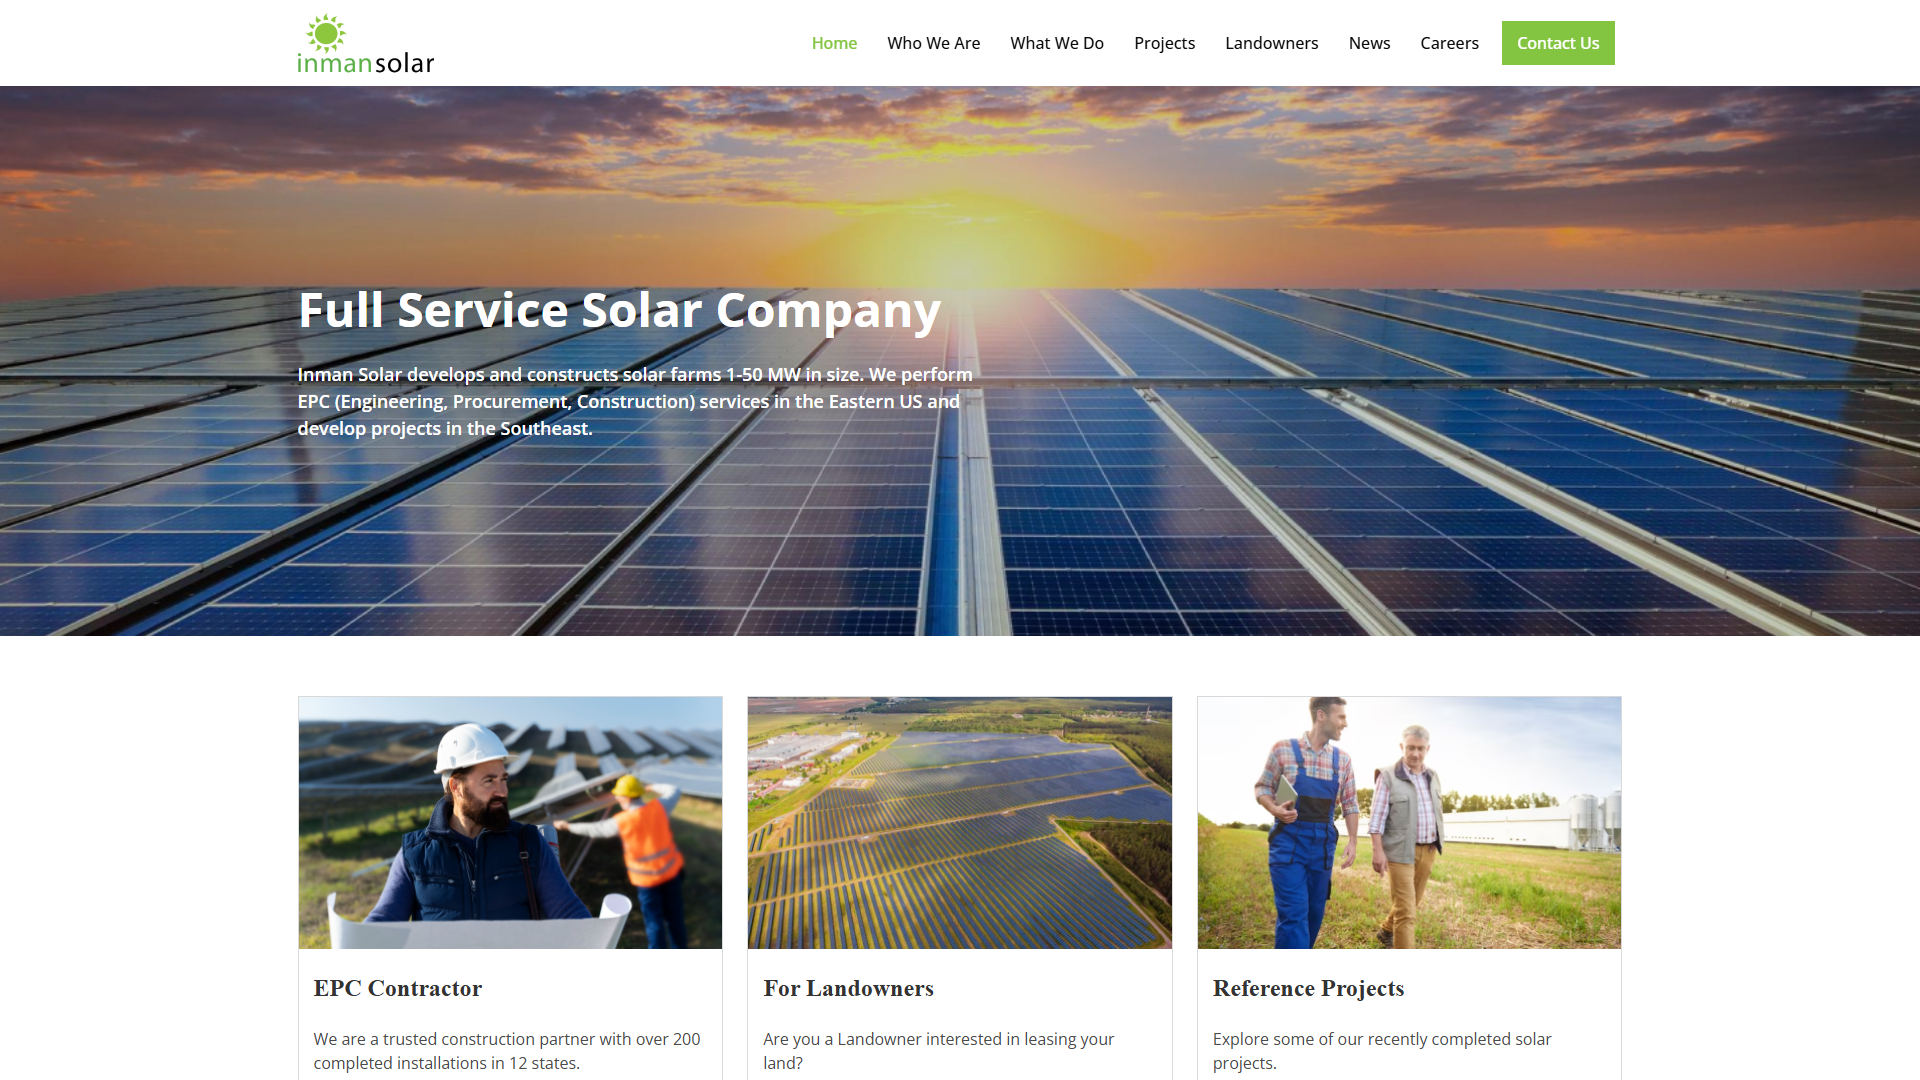 inmansolar
Home
Who We Are
What We Do
Projects
Landowners
News
Careers
Contact Us
Full Service Solar Company
Inman Solar develops and constructs solar farms 1-50 MW in size. We perform
EPC (Engineering, Procurement, Construction) services in the Eastern US and
develop projects in the Southeast.
EPC Contractor
We are a trusted construction partner with over 200
completed installations in 12 states.
For Landowners
Are you a Landowner interested in leasing your
land?
Reference Projects
Explore some of our recently completed solar
projects.